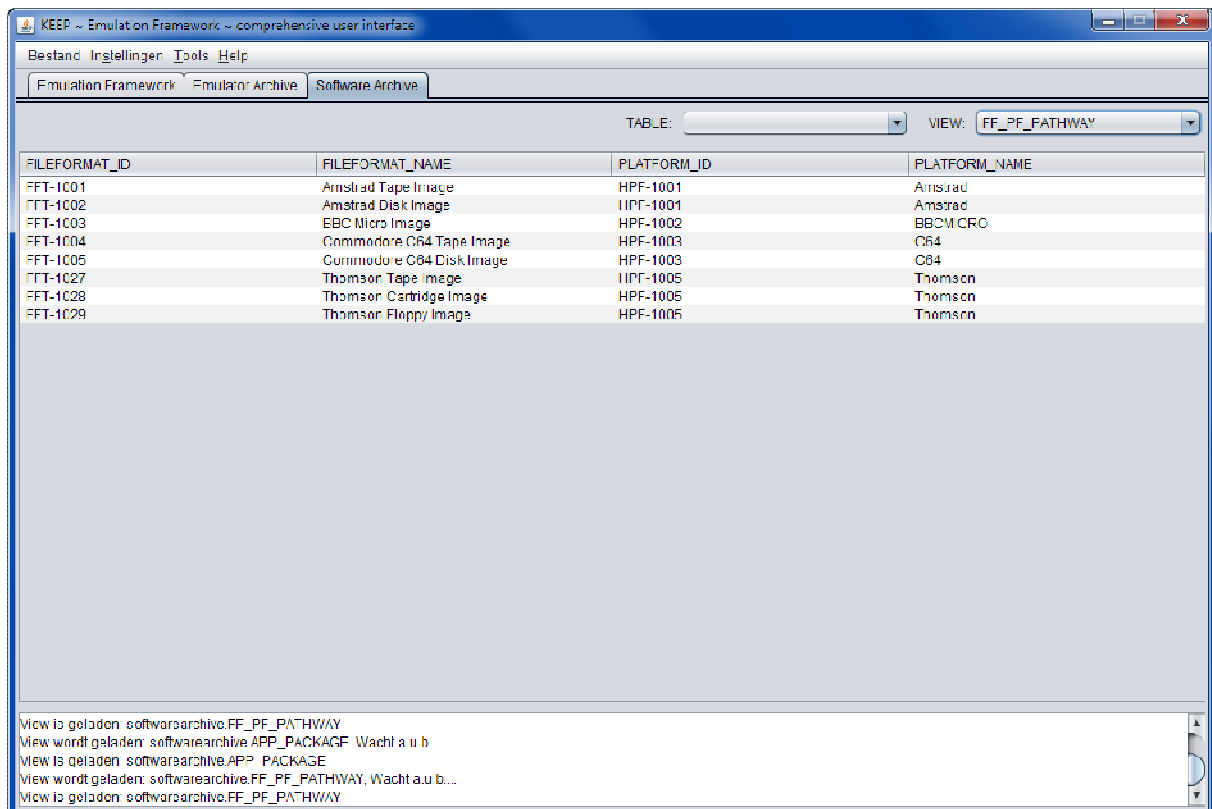 KEEP ~ Emulation Framework ~ comprehensive user interface
Bestand Instellingen Tools Help
Emulation Framework Emulator Archive Software Archive
TABLE: VIEW: FF_PF_PATHWAY
FILEFORMAT_ID FILEFORMAT_NAME PLATFORM_ID PLATFORM_NAME
FFT-1001 Amstrad Tape Image HPF-1001 Amstrad
FFT-1002 Amstrad Disk Image HPF-1001 Amstrad
FFT-1003 BBC Micro Image HPF-1002 BBCMICRO
FFT-1004 Commodore C64 Tape Image HPF-1003 C64
FFT-1005 Commodore C64 Disk Image HPF-1003 C64
FFT-1027 Thomson Tape Image HPF-1005 Thomson
FFT-1028 Thomson Cartridge Image HPF-1005 Thomson
FFT-1029 Thomson Floppy Image HPF-1005 Thomson
View is geladen: softwarearchive.FF_PF_PATHWAY
View wordt geladen: softwarearchive.APP_PACKAGE, Wacht a.u.b....
View is geladen: softwarearchive.APP_PACKAGE
View wordt geladen: softwarearchive.FF_PF_PATHWAY, Wacht a.u.b....
View is geladen: softwarearchive.FF_PF_PATHWAY